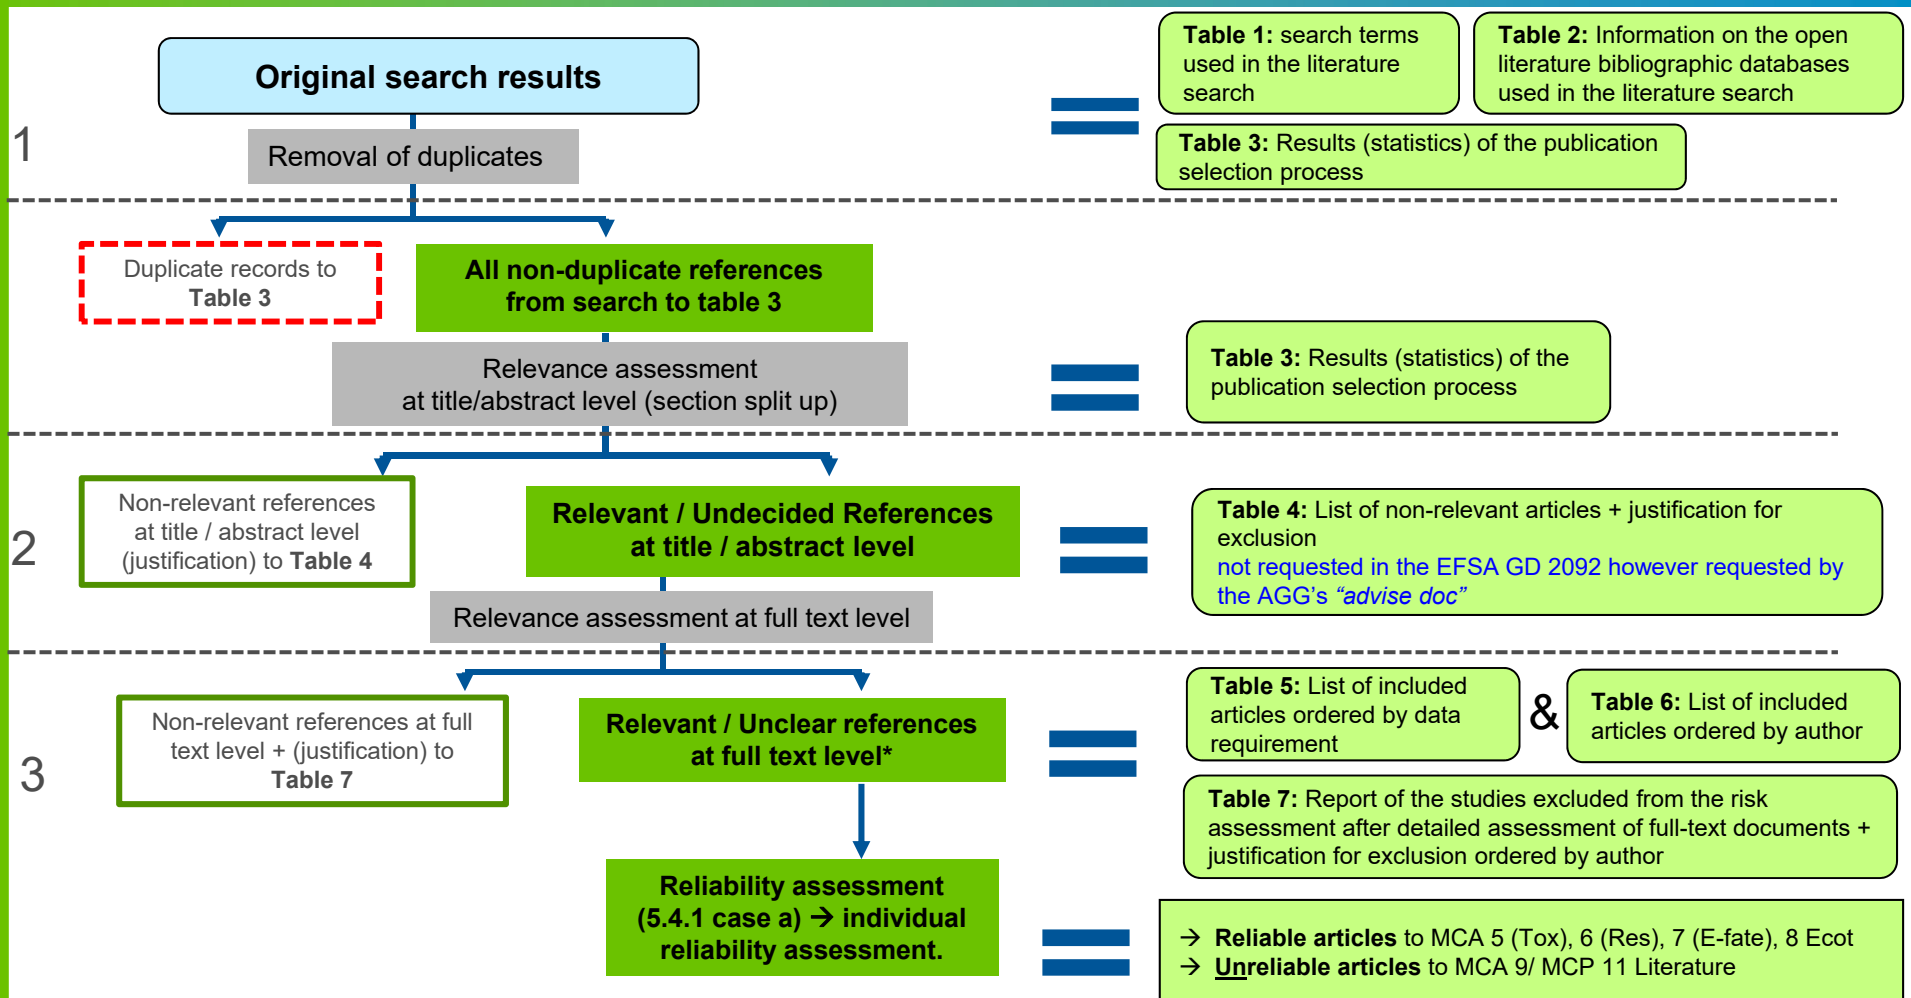 Original search results
Table 1: search terms
used in the literature
search
Table 2: Information on the open
literature bibliographic databases
used in the literature search
1
Removal of duplicates
Table 3: Results (statistics) of the publication
selection process
Duplicate records to
Table 3
All non-duplicate references
from search to table 3
Relevance assessment
at title/abstract level (section split up)
Table 3: Results (statistics) of the
publication selection process
2
Non-relevant references
at title / abstract level
(justification) to Table 4
Relevant / Undecided References
at title / abstract level
Table 4: List of non-relevant articles + justification for
exclusion
not requested in the EFSA GD 2092 however requested by
the AGG's “advise doc”
Relevance assessment at full text level
3
Non-relevant references at full
text level + (justification) to
Table 7
Relevant / Unclear references
at full text level*
Table 5: List of included
articles ordered by data
requirement
&
Table 6: List of included
articles ordered by author
Table 7: Report of the studies excluded from the risk
assessment after detailed assessment of full-text documents +
justification for exclusion ordered by author
Reliability assessment
(5.4.1 case a) → individual
reliability assessment.
→ Reliable articles to MCA 5 (Tox), 6 (Res), 7 (E-fate), 8 Ecot
→ Unreliable articles to MCA 9/ MCP 11 Literature